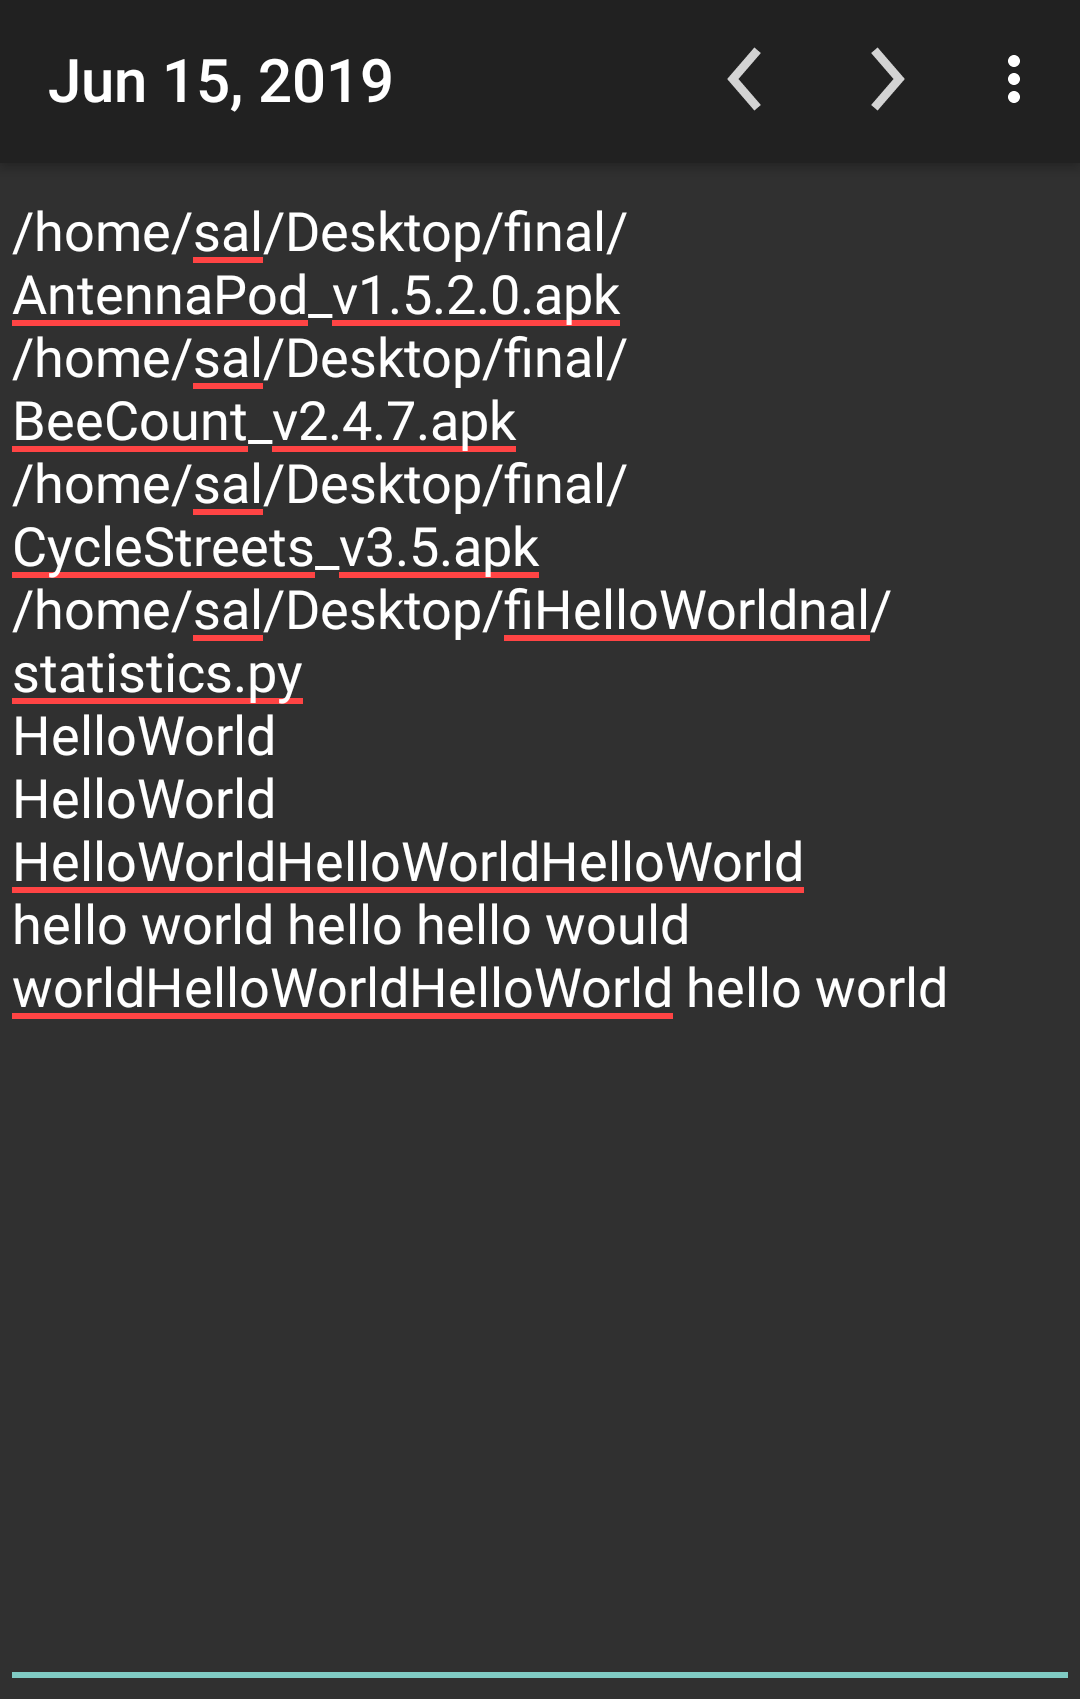 Jun 15, 2019
/home/sal/Desktop/final/
AntennaPod_v1.5.2.0.apk
/home/sal/Desktop/final/
BeeCount_v2.4.7.apk
/home/sal/Desktop/final/
CycleStreets_v3.5.apk
/home/sal/Desktop/fiHelloWorldnal/
statistics.py
HelloWorld
HelloWorld
HelloWorldHelloWorldHelloWorld
hello world hello hello would
worldHelloWorldHelloWorld hello world